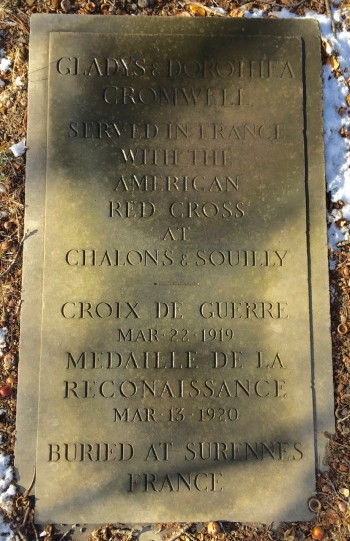 GLADYS & DOROTHEA
CROMWELL
SERVED IN FRANCE
WITH THE
AMERICAN
RED CROSS
AT
CHALONS & SOUILLY
CROIX DE GUERRE
MAR·22·1919
MEDAILLE DE LA
RECONAISSANCE
MAR·13·1920
BURIED AT SURENNES
FRANCE